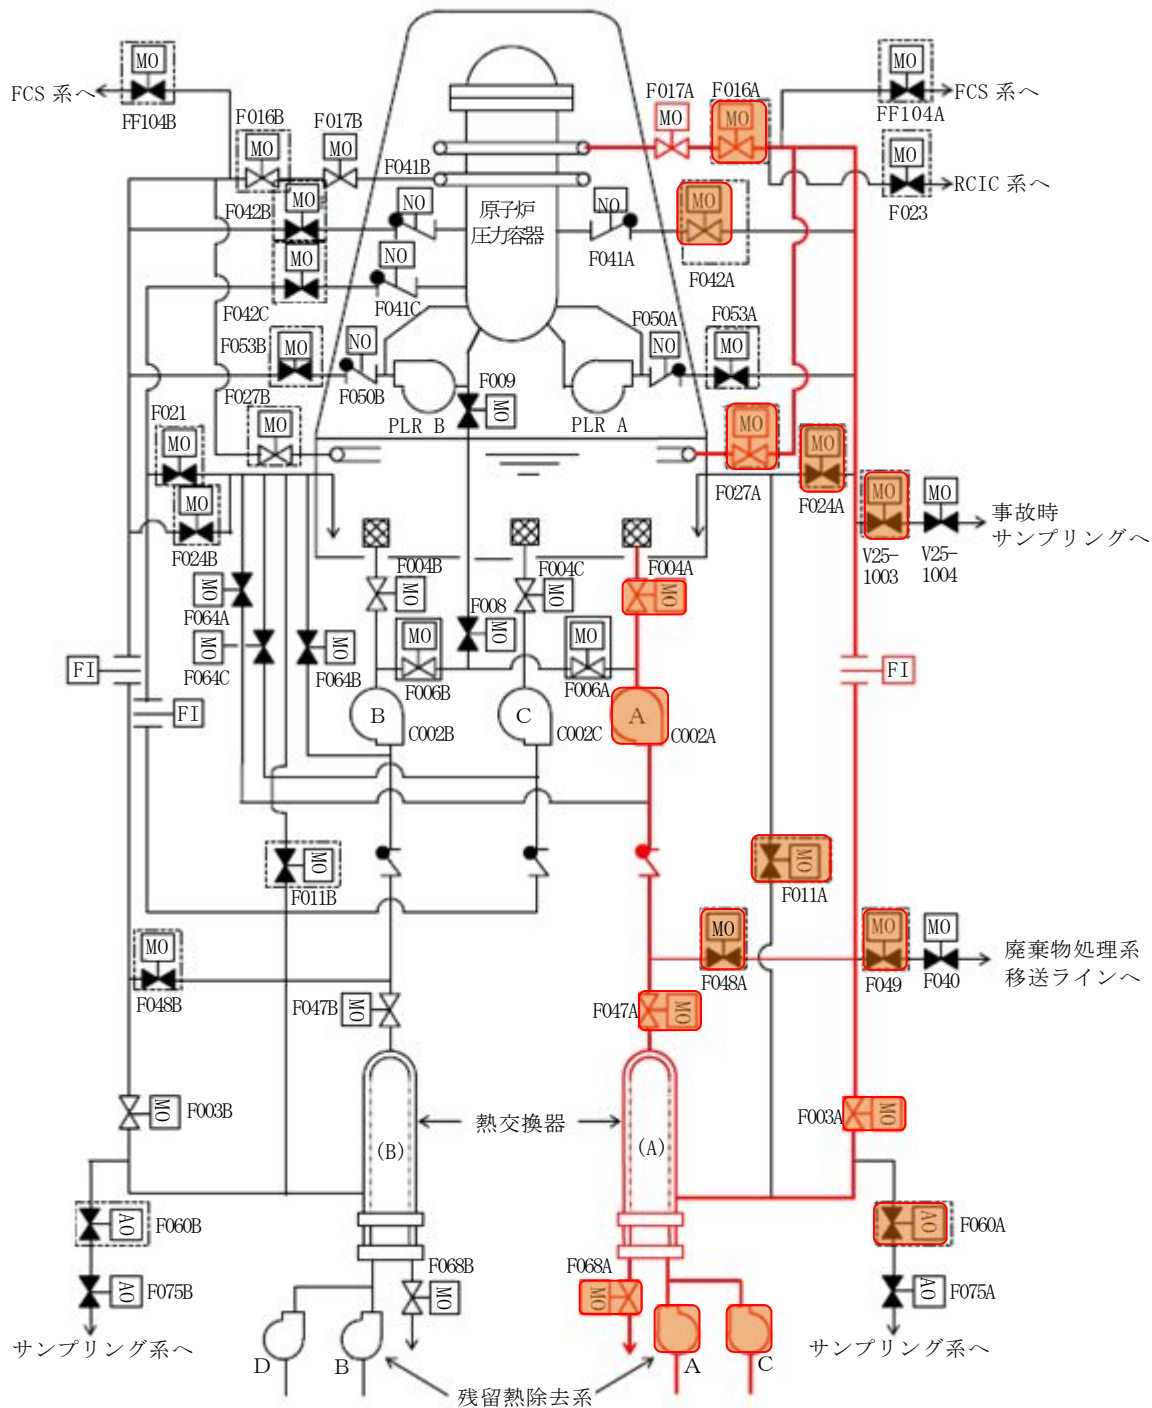 MO
FCS 系へ
FF104B
F016B
MO
F017B
MO
F041B
F017A
MO
F016A
MO
MO
FCS 系へ
FF104A
MO
RCIC 系へ
F023
F042B
MO
NO
原子炉
圧力容器
NO
F041A
MO
F042A
MO
NO
F042C
F041C
F053B
MO
NO
F050B
F050A
NO
F053A
MO
F027B
MO
F009
MO
PLR B
PLR A
F021
MO
MO
F024B
MO
F027A
MO
F024A
MO
V25-
1003
MO
V25-
1004
事故時
サンプリングへ
F004B
MO
F004C
MO
F004A
MO
MO
F064A
MO
F064C
MO
F064B
F008
MO
MO
F006B
MO
F006A
FI
FI
FI
B
C002B
C
C002C
A
C002A
MO
F011B
MO
F011A
MO
F048B
MO
F048A
MO
F049
MO
F040
廃棄物処理系
移送ラインへ
F047B
MO
F047A
MO
MO
F003B
熱交換器
(B)
(A)
F003A
MO
AO
F060B
AO
F060A
AO
F075B
F068B
MO
F068A
MO
AO
F075A
サンプリング系へ
サンプリング系へ
D
B
A
C
残留熱除去系